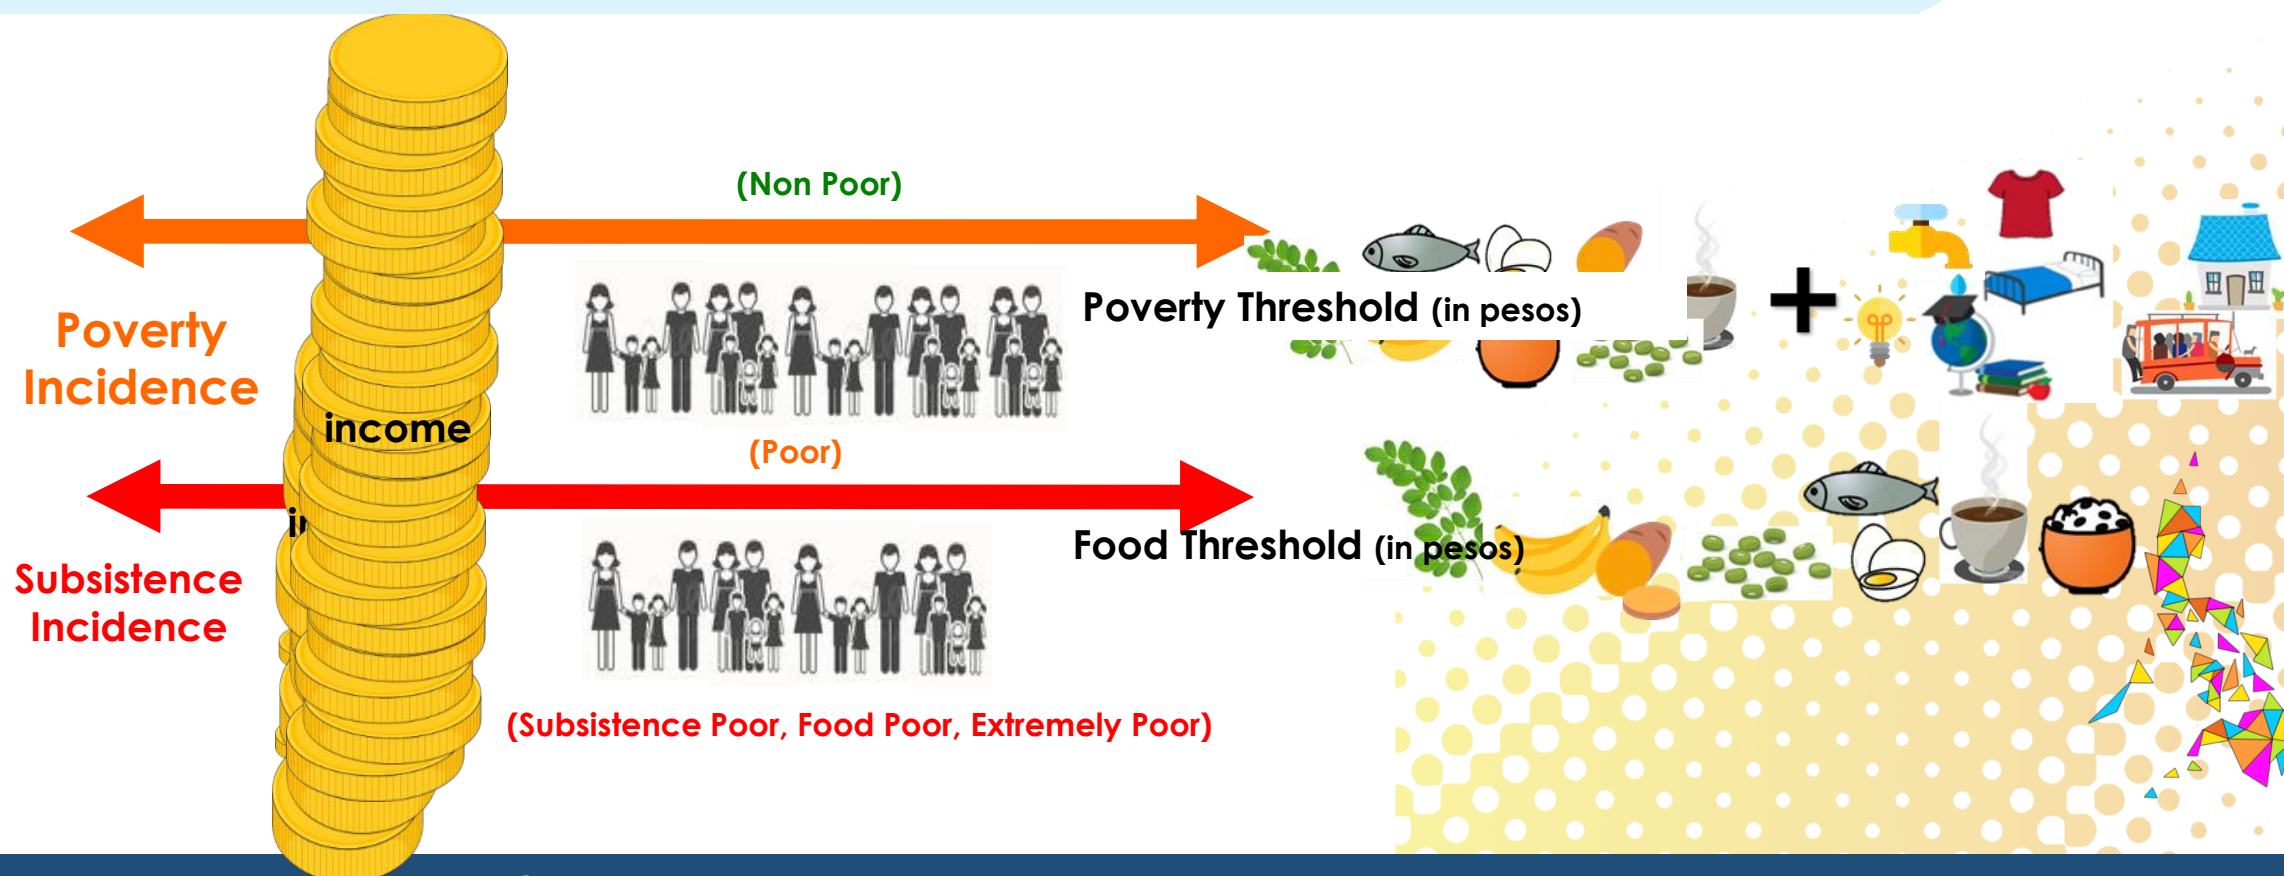 (Non Poor)
Poverty Threshold (in pesos)
Poverty
Incidence
income
(Poor)
Food Threshold (in pesos)
Subsistence
Incidence
(Subsistence Poor, Food Poor, Extremely Poor)